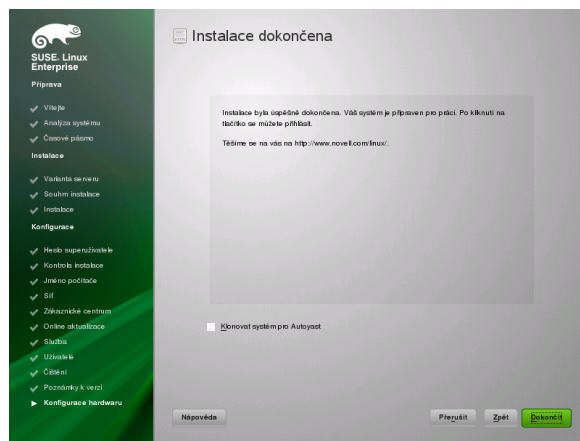 SUSE Linux
Enterprise
Příprava
Vítejte
Analýza systému
Časové pásmo
Instalace
Varianta serveru
Souhrn instalace
Instalace
Konfigurace
Heslo superuživatele
Kontrola instalace
Jméno počítače
Síť
Zákaznické centrum
Online aktualizace
Služba
Uživatelé
Čištění
Poznámky k verzi
Konfigurace hardwaru
Instalace dokončena
Instalace byla úspěšně dokončena. Váš systém je připraven pro práci. Po kliknutí na
tlačítko se můžete přihlásit.
Těšíme se na vás na http://www.novell.com/linux/.
Klonovat systém pro Autoyast
Nápověda
Přerušit
Zpět
Dokončit